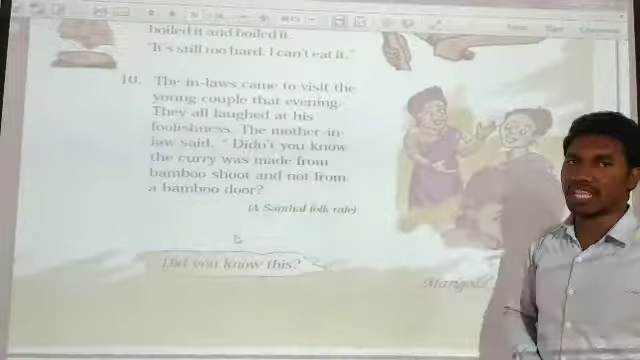 boiled it and boiled it.
"It's still too hard. I can't eat it."
10. The in-laws came to visit the
young couple that evening.
They all laughed at his
foolishness. The mother-in-
law said, " Didn't you know
the curry was made from
bamboo shoot and not from
a bamboo door?
(A Santhal folk tale)
Did you know this?
Marigold